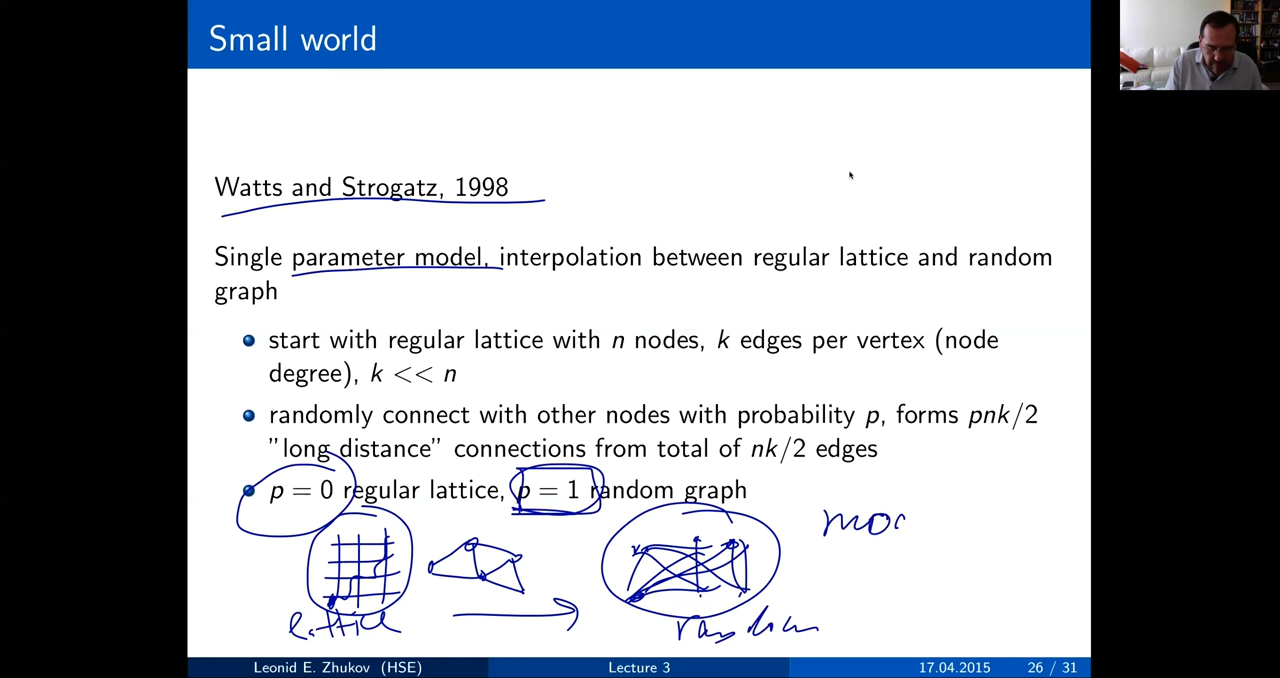 Small world
Watts and Strogatz, 1998
Single parameter model, interpolation between regular lattice and random
graph
start with regular lattice with n nodes, k edges per vertex (node
degree), k << n
randomly connect with other nodes with probability p, forms pnk/2
"long distance" connections from total of nk/2 edges
p = 0 regular lattice, p = 1 random graph
moc
lattice
random
Leonid E. Zhukov (HSE) Lecture 3 17.04.2015 26 / 31